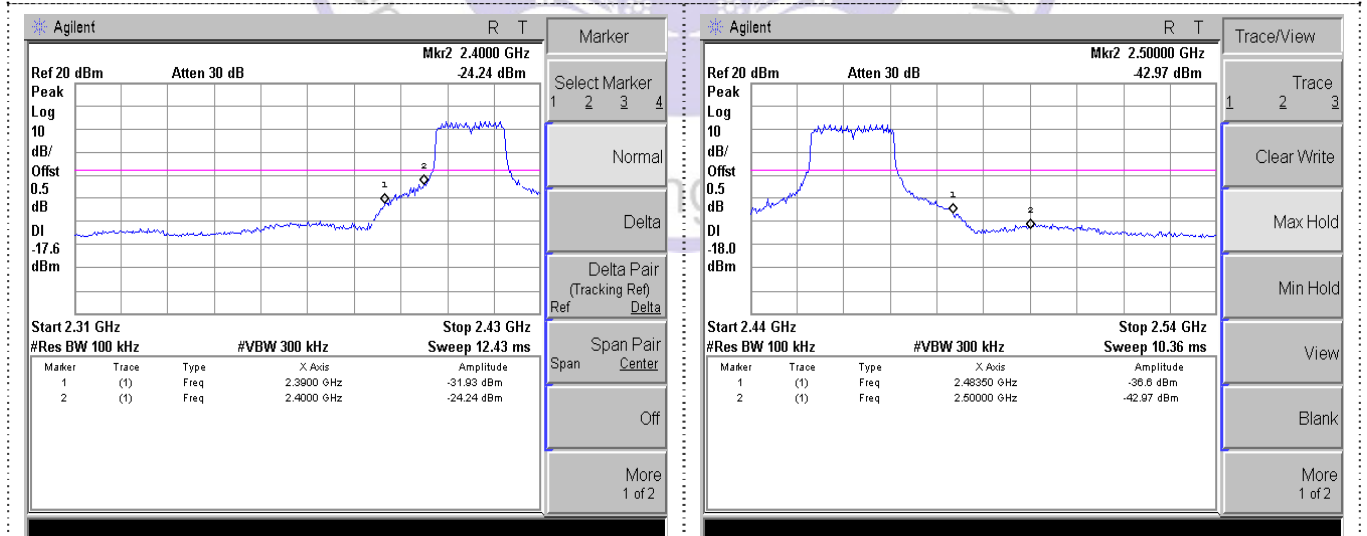 Agilent R T
Mkr2 2.4000 GHz
Ref 20 dBm Atten 30 dB -24.24 dBm
Peak
Log
10
dB/
Offst
0.5
dB
DI
-17.6
dBm
1
2
Start 2.31 GHz Stop 2.43 GHz
#Res BW 100 kHz #VBW 300 kHz Sweep 12.43 ms
Marker Trace Type X Axis Amplitude
1 (1) Freq 2.3900 GHz -31.93 dBm
2 (1) Freq 2.4000 GHz -24.24 dBm
Marker
Select Marker
1 2 3 4
Normal
Delta
Delta Pair
(Tracking Ref)
Ref Delta
Span Pair
Span Center
Off
More
1 of 2
Agilent R T
Mkr2 2.50000 GHz
Ref 20 dBm Atten 30 dB -42.97 dBm
Peak
Log
10
dB/
Offst
0.5
dB
DI
-18.0
dBm
1
2
Start 2.44 GHz Stop 2.54 GHz
#Res BW 100 kHz #VBW 300 kHz Sweep 10.36 ms
Marker Trace Type X Axis Amplitude
1 (1) Freq 2.48350 GHz -36.6 dBm
2 (1) Freq 2.50000 GHz -42.97 dBm
Trace/View
Trace
1 2 3
Clear Write
Max Hold
Min Hold
View
Blank
More
1 of 2